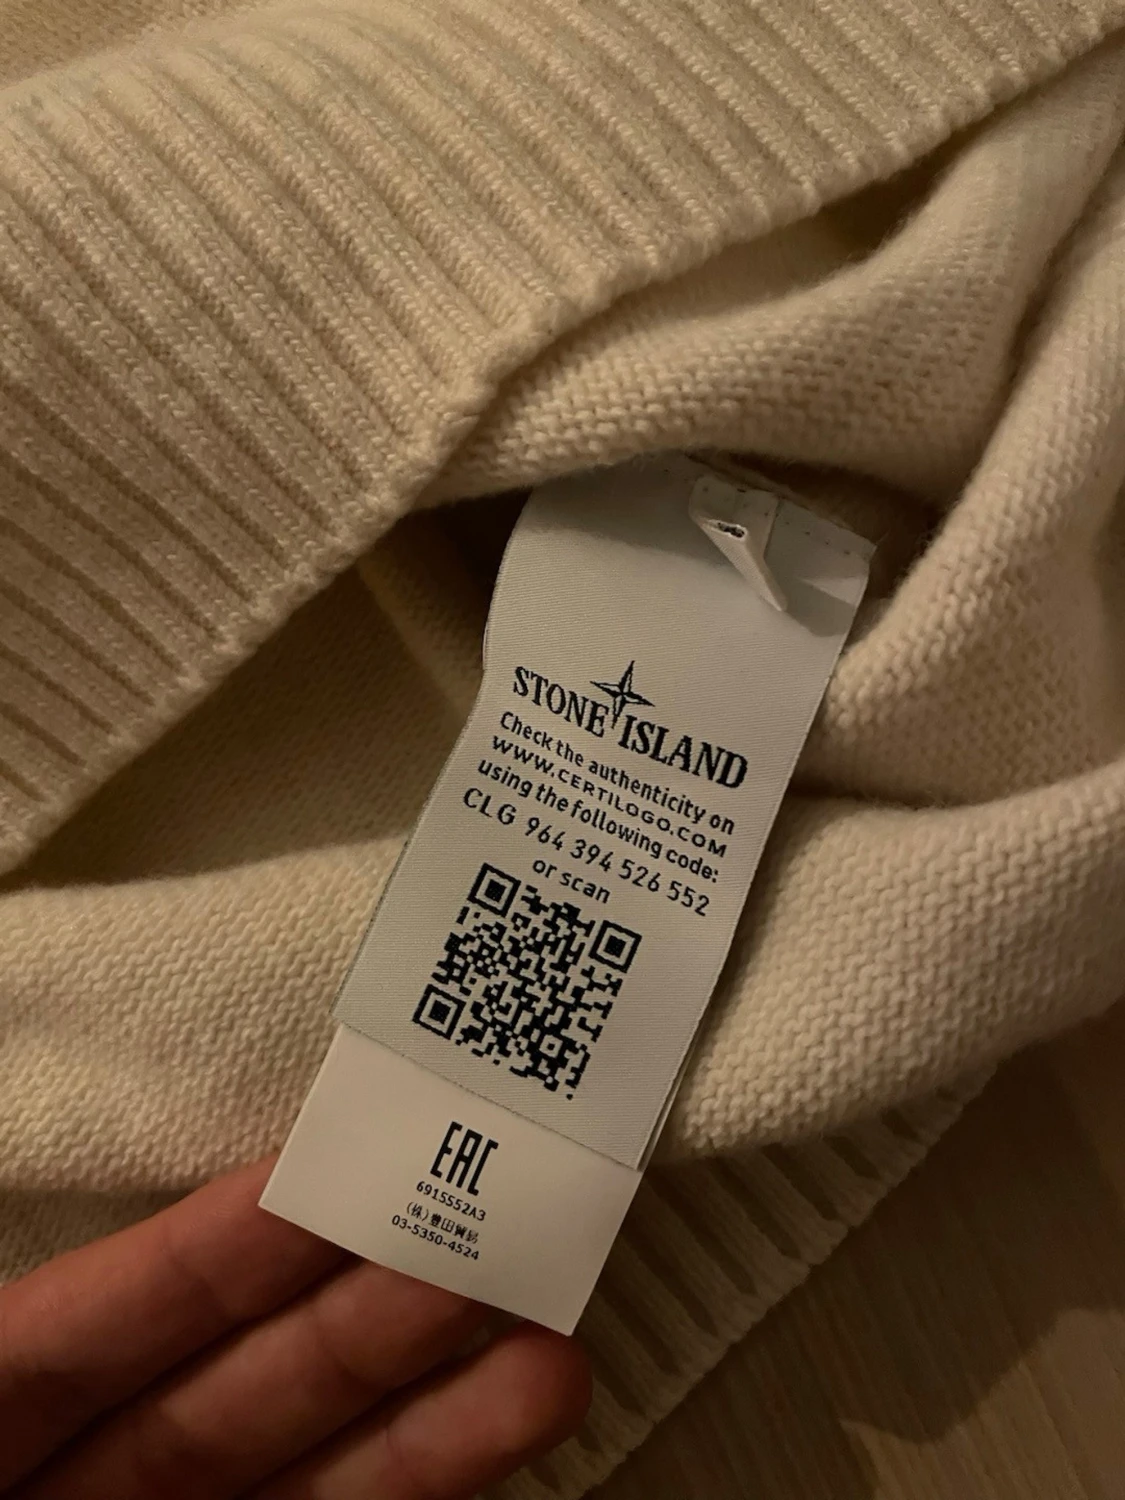 STONE ISLAND
Check the authenticity on
WWW.CERTILOGO.COM
using the following code:
CLG 964 394 526 552
or scan
EAC
6915552A3
(株)豊田貿易
03-5350-4524